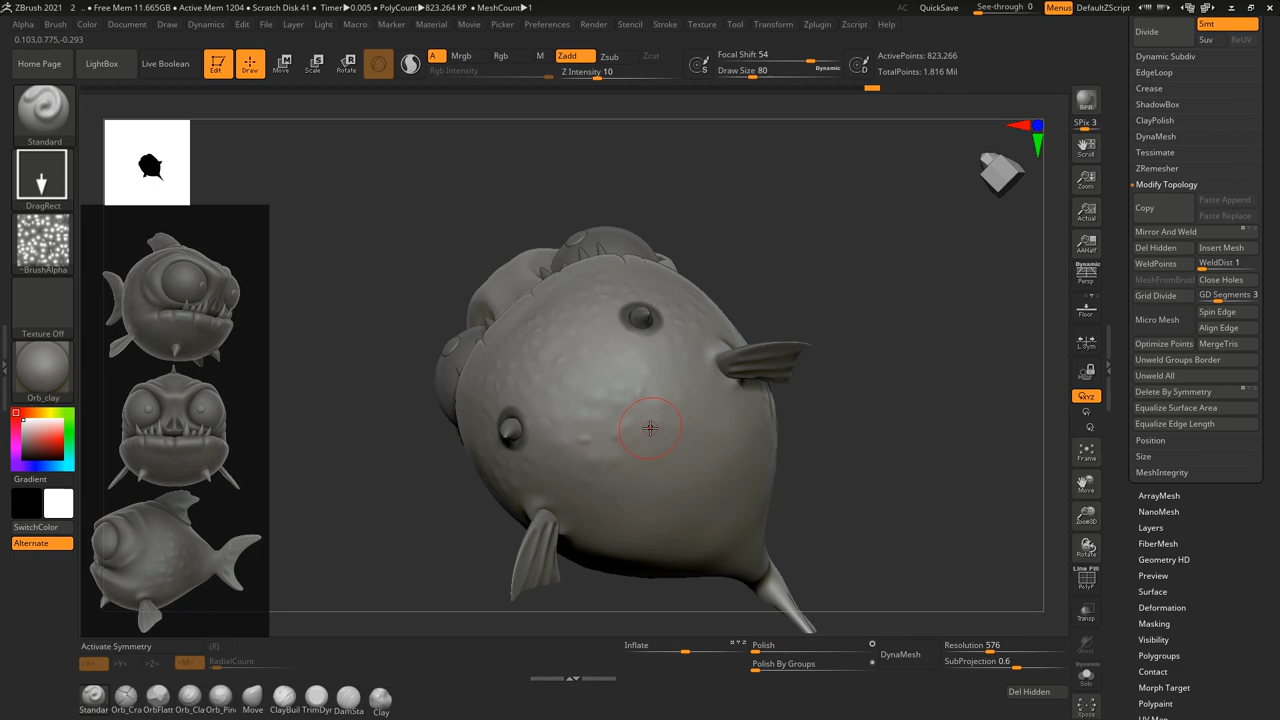 ZBrush 2021 2 .. ● Free Mem 11.665GB ● Active Mem 1204 ● Scratch Disk 41 ● Timer▶0.005 ● PolyCount▶823.264 KP ● MeshCount▶1 AC QuickSave See-through 0 Menus DefaultZScript
Alpha Brush Color Document Draw Dynamics Edit File Layer Light Macro Marker Material Movie Picker Preferences Render Stencil Stroke Texture Tool Transform Zplugin Zscript Help
0.103,0.775,-0.293
Home Page LightBox Live Boolean Edit Draw Move Scale Rotate
A Mrgb Rgb M Zadd Zsub Zcut
Rgb Intensity Z Intensity 10
Focal Shift 54
Draw Size 80 Dynamic
ActivePoints: 823,266
TotalPoints: 1.816 Mil
Standard
DragRect
~BrushAlpha
Texture Off
Orb_clay
Gradient
SwitchColor
Alternate
BPR
SPix 3
Scroll
Zoom
Actual
AAHalf
Dynamic
Persp
Floor
L.Sym
XYZ
Frame
Move
Zoom3D
Rotate
Line Fill
PolyF
Transp
Ghost
Dynamic
Solo
Xpose
Divide Smt
Suv ReUV
Dynamic Subdiv
EdgeLoop
Crease
ShadowBox
ClayPolish
DynaMesh
Tessimate
ZRemesher
Modify Topology
Copy Paste Append
Paste Replace
Mirror And Weld
Del Hidden Insert Mesh
WeldPoints WeldDist 1
MeshFromBrus Close Holes
Grid Divide GD Segments 3
Micro Mesh Spin Edge
Align Edge
Optimize Points MergeTris
Unweld Groups Border
Unweld All
Delete By Symmetry
Equalize Surface Area
Equalize Edge Length
Position
Size
MeshIntegrity
ArrayMesh
NanoMesh
Layers
FiberMesh
Geometry HD
Preview
Surface
Deformation
Masking
Visibility
Polygroups
Contact
Morph Target
Polypaint
UV Map
Activate Symmetry (R)
>X< >Y< >Z< >M< RadialCount
Inflate Polish
Polish By Groups
DynaMesh
Resolution 576
SubProjection 0.6
Del Hidden
Standar Orb_Cra OrbFlatt Orb_Cla Orb_Pin Move ClayBuil TrimDyr DamSta Clay